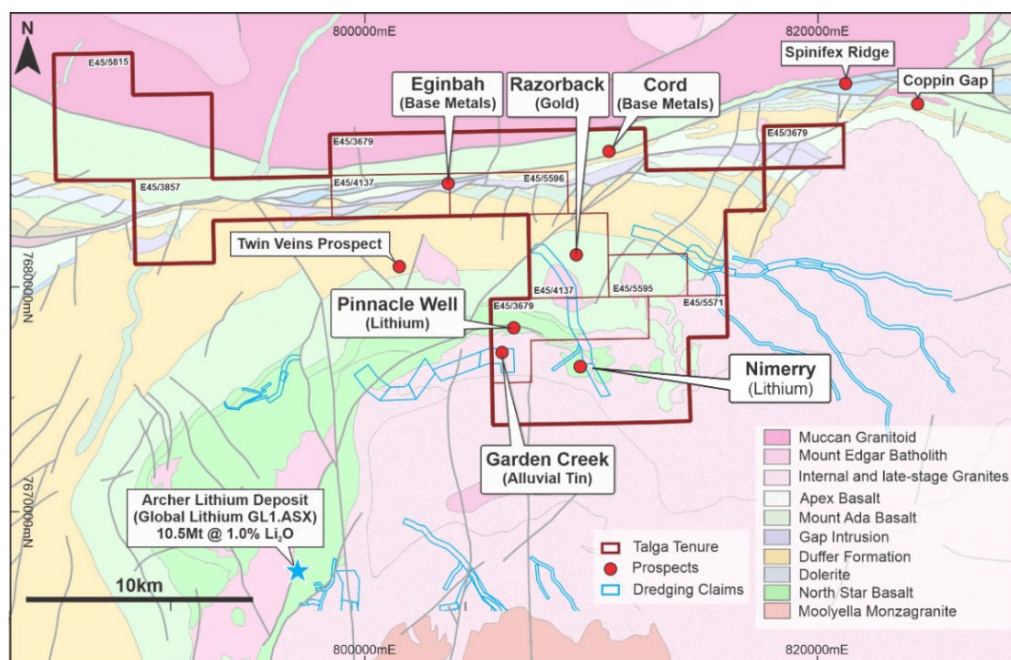 800000mE
820000mE
N
E45/5815
Spinifex Ridge
Coppin Gap
Eginbah
(Base Metals)
Razorback
(Gold)
Cord
(Base Metals)
E45/3679
E45/3679
E45/3857
E45/4137
E45/5596
Twin Veins Prospect
7680600mN
E45/4137
E45/5595
E45/5571
E45/3679
Pinnacle Well
(Lithium)
Nimerry
(Lithium)
Garden Creek
(Alluvial Tin)
7670000mN
Archer Lithium Deposit
(Global Lithium GL1.ASX)
10.5Mt @ 1.0% Li₂O
10km
Talga Tenure
Prospects
Dredging Claims
Muccan Granitoid
Mount Edgar Batholith
Internal and late-stage Granites
Apex Basalt
Mount Ada Basalt
Gap Intrusion
Duffer Formation
Dolerite
North Star Basalt
Moolyella Monzagranite
800000mE
820000mE